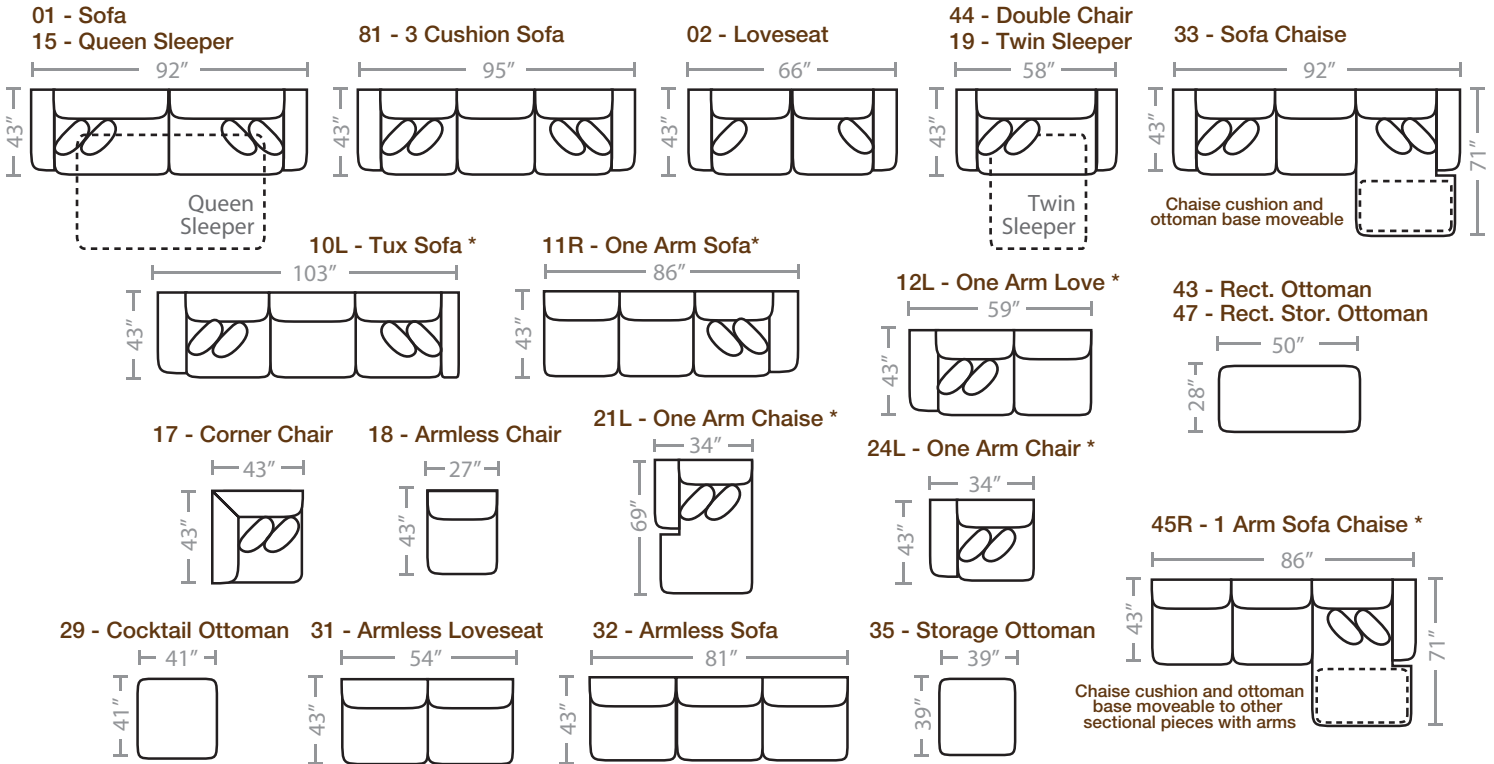 01 - Sofa
15 - Queen Sleeper
92″
43″
Queen
Sleeper
81 - 3 Cushion Sofa
95″
43″
02 - Loveseat
66″
43″
44 - Double Chair
19 - Twin Sleeper
58″
43″
Twin
Sleeper
33 - Sofa Chaise
92″
43″
71″
Chaise cushion and
ottoman base moveable
10L - Tux Sofa *
103″
43″
11R - One Arm Sofa*
86″
43″
12L - One Arm Love *
59″
43″
43 - Rect. Ottoman
47 - Rect. Stor. Ottoman
50″
28″
17 - Corner Chair
43″
43″
18 - Armless Chair
27″
43″
21L - One Arm Chaise *
34″
69″
24L - One Arm Chair *
34″
43″
45R - 1 Arm Sofa Chaise *
86″
43″
71″
Chaise cushion and ottoman
base moveable to other
sectional pieces with arms
29 - Cocktail Ottoman
41″
41″
31 - Armless Loveseat
54″
43″
32 - Armless Sofa
81″
43″
35 - Storage Ottoman
39″
39″